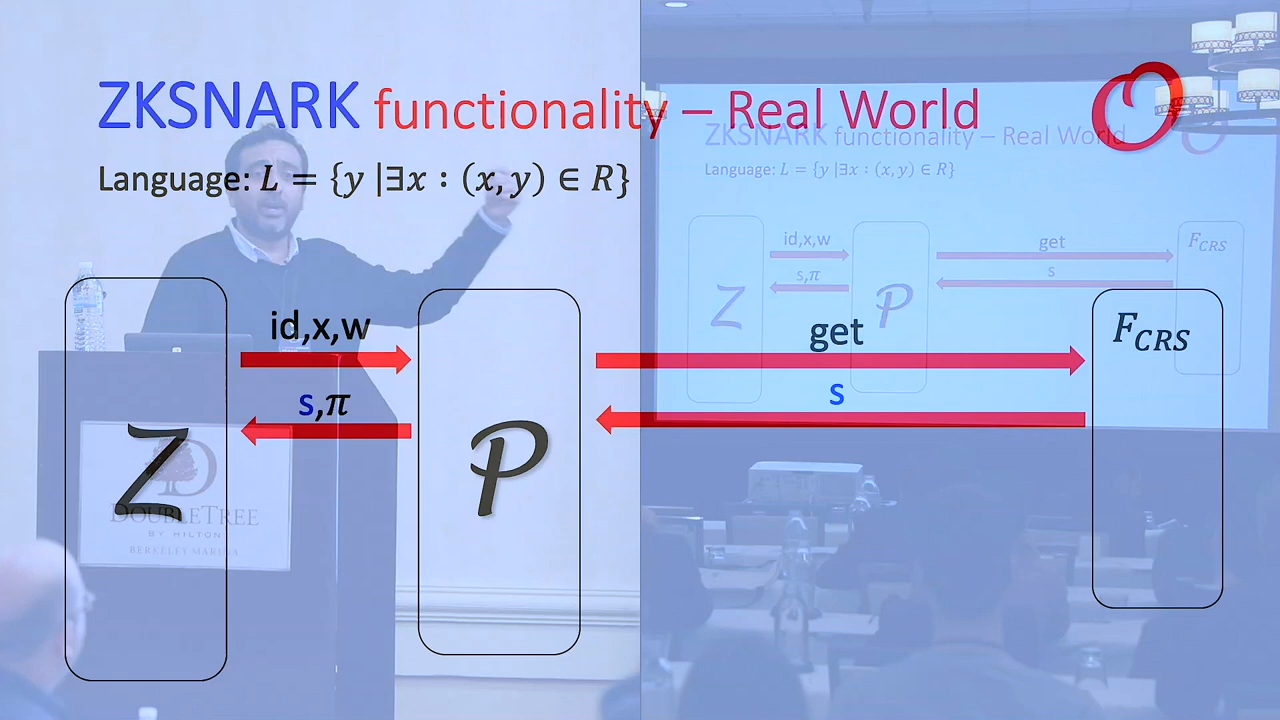 ZKSNARK functionality – Real World
Language: L = {y |∃x : (x, y) ∈ R}
id,x,w
s,π
Z
P
get
s
F_CRS
ZKSNARK functionality – Real World
Language: L = {y |∃x : (x, y) ∈ R}
id,x,w
s,π
Z
P
get
s
F_CRS
D
DOUBLETREE
BY HILTON
BERKELEY MARINA